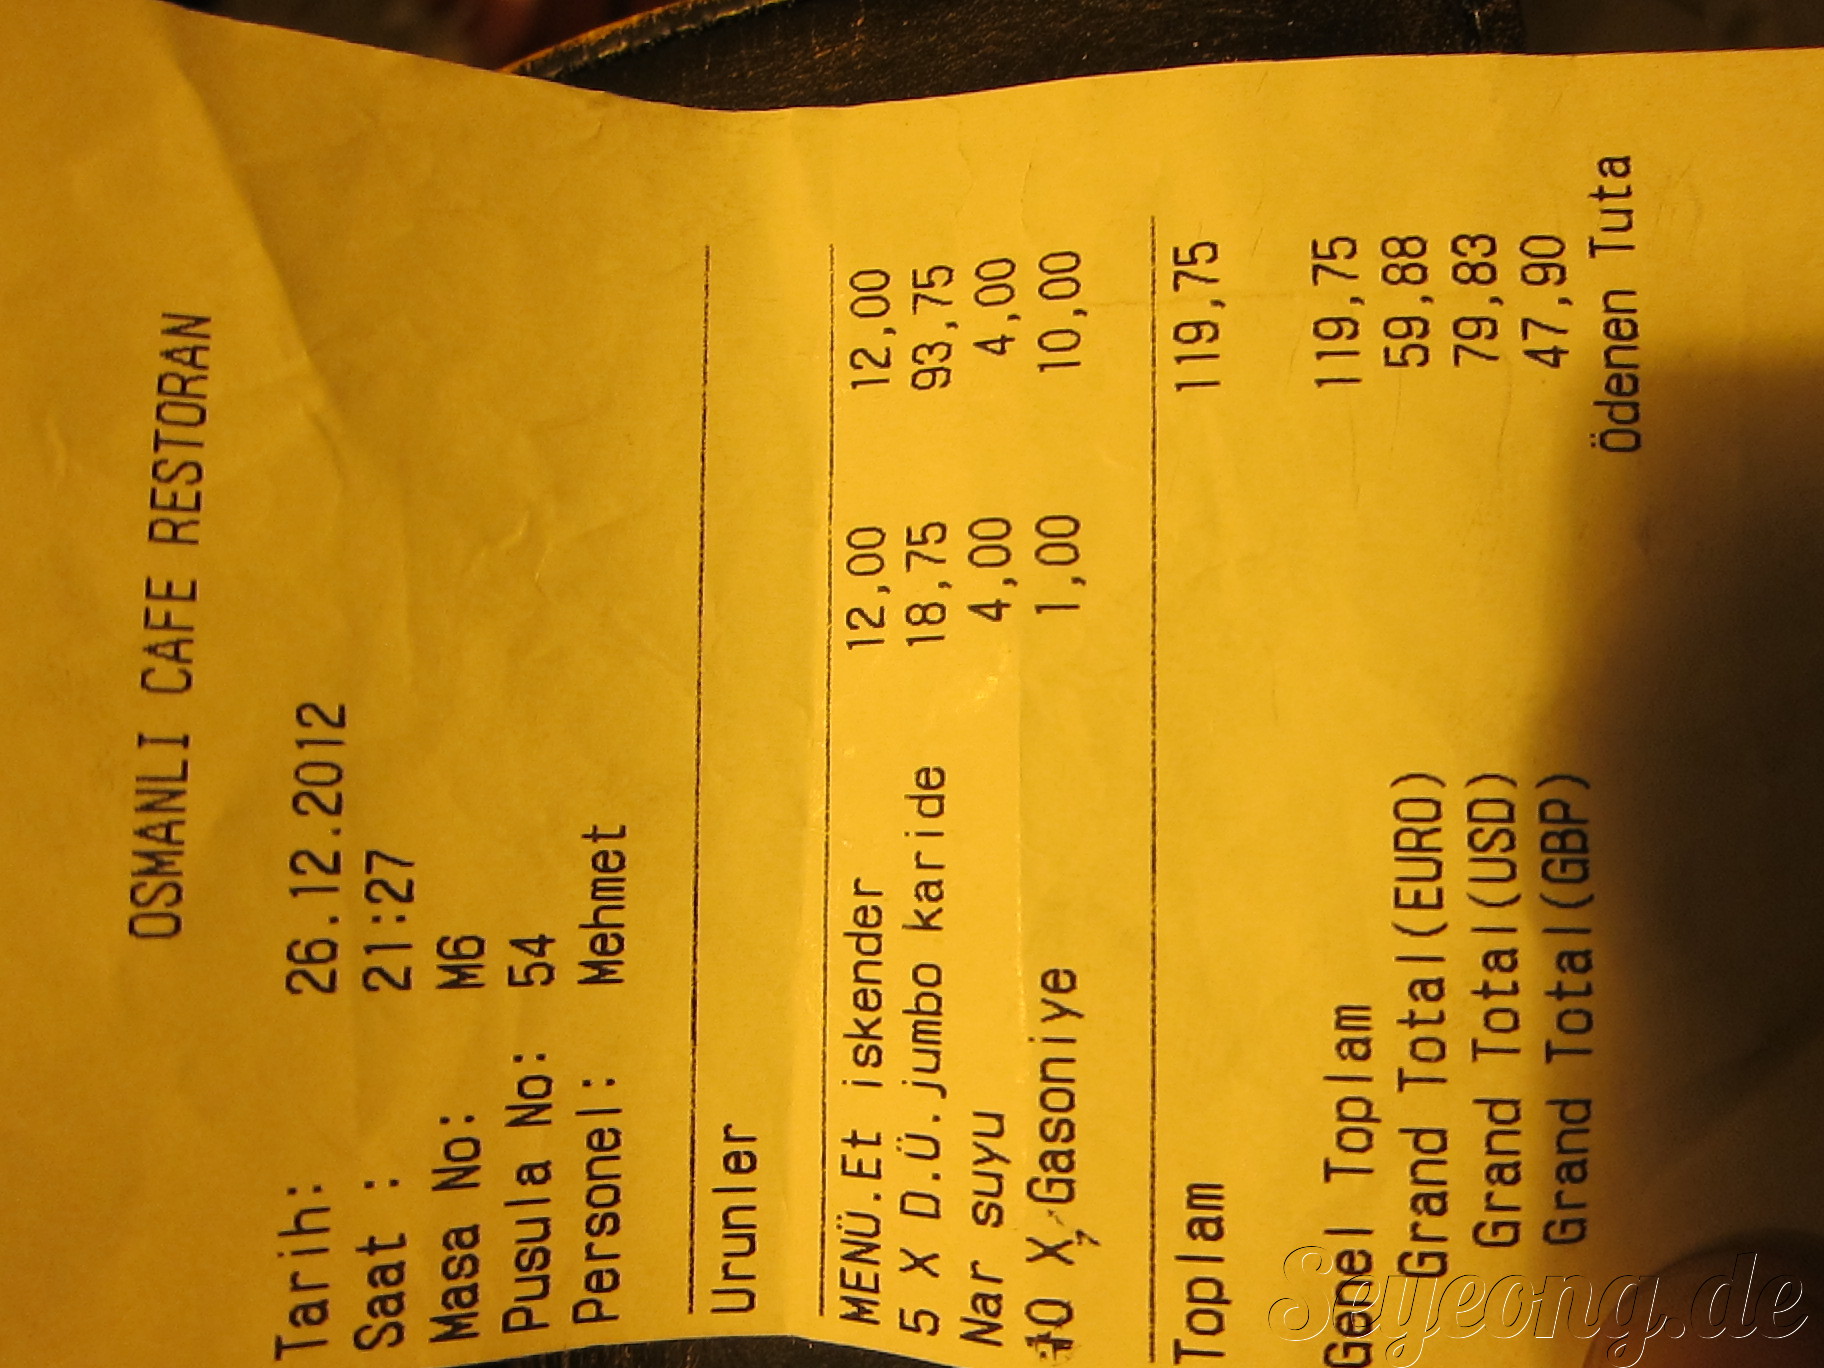 OSMANLI CAFE RESTORAN
Tarih: 26.12.2012
Saat : 21:27
Masa No: M6
Pusula No: 54
Personel: Mehmet
Urunler
MENÜ.Et iskender 12,00 12,00
5 X D.Ü.jumbo karide 18,75 93,75
Nar suyu 4,00 4,00
10 X Gasoniye 1,00 10,00
Toplam 119,75
Genel Toplam 119,75
Grand Total(EURO) 59,88
Grand Total(USD) 79,83
Grand Total(GBP) 47,90
Ödenen Tuta
Seyeong.de